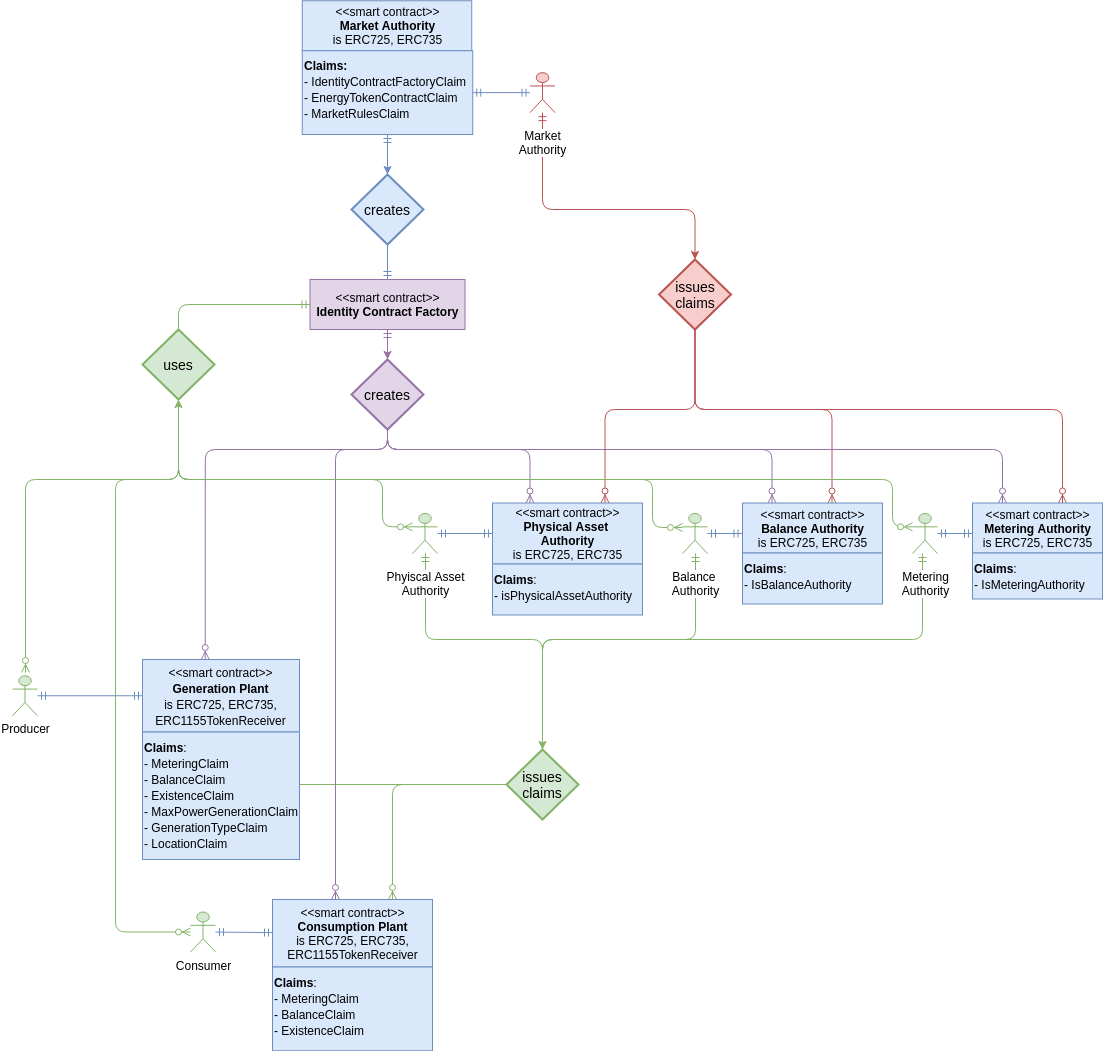 <<smart contract>>
Market Authority
is ERC725, ERC735
Claims:
- IdentityContractFactoryClaim
- EnergyTokenContractClaim
- MarketRulesClaim
Market
Authority
creates
issues
claims
<<smart contract>>
Identity Contract Factory
uses
creates
<<smart contract>>
Physical Asset
Authority
is ERC725, ERC735
Claims:
- isPhysicalAssetAuthority
<<smart contract>>
Balance Authority
is ERC725, ERC735
Claims:
- IsBalanceAuthority
<<smart contract>>
Metering Authority
is ERC725, ERC735
Claims:
- IsMeteringAuthority
Phyiscal Asset
Authority
Balance
Authority
Metering
Authority
<<smart contract>>
Generation Plant
is ERC725, ERC735,
ERC1155TokenReceiver
Claims:
- MeteringClaim
- BalanceClaim
- ExistenceClaim
- MaxPowerGenerationClaim
- GenerationTypeClaim
- LocationClaim
Producer
issues
claims
<<smart contract>>
Consumption Plant
is ERC725, ERC735,
ERC1155TokenReceiver
Claims:
- MeteringClaim
- BalanceClaim
- ExistenceClaim
Consumer